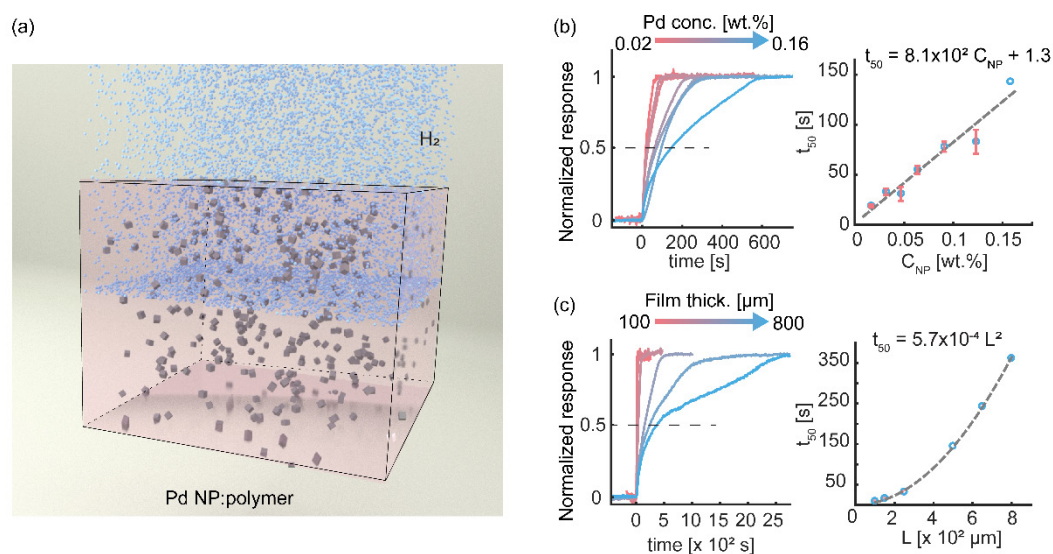 (a)
H₂
Pd NP:polymer
(b)
Pd conc. [wt.%]
0.02
0.16
Normalized response
1
0.5
0
0 200 400 600
time [s]
t₅₀ = 8.1x10² C_NP + 1.3
t₅₀ [s]
150
100
50
0
0 0.05 0.10 0.15
C_NP [wt.%]
(c)
Film thick. [µm]
100
800
Normalized response
1
0.5
0
0 5 10 15 20 25
time [x 10² s]
t₅₀ = 5.7x10⁻⁴ L²
t₅₀ [s]
350
250
150
50
0 2 4 6 8
L [x 10² µm]